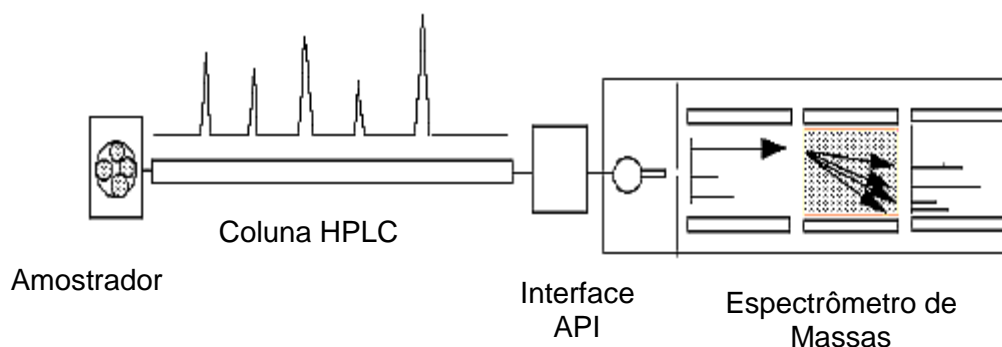 Coluna HPLC
Amostrador
Interface
API
Espectrômetro de
Massas